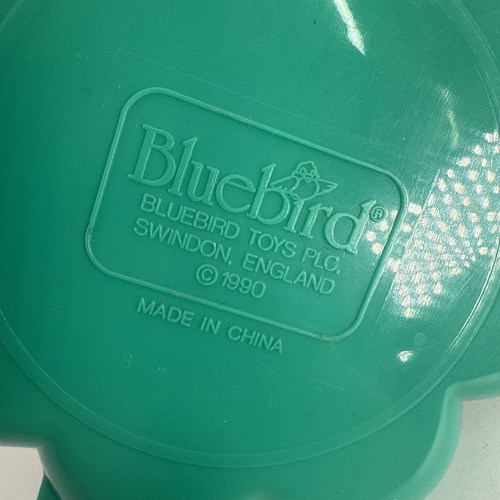 Bluebird®
BLUEBIRD TOYS PLC,
SWINDON, ENGLAND
© 1990
MADE IN CHINA